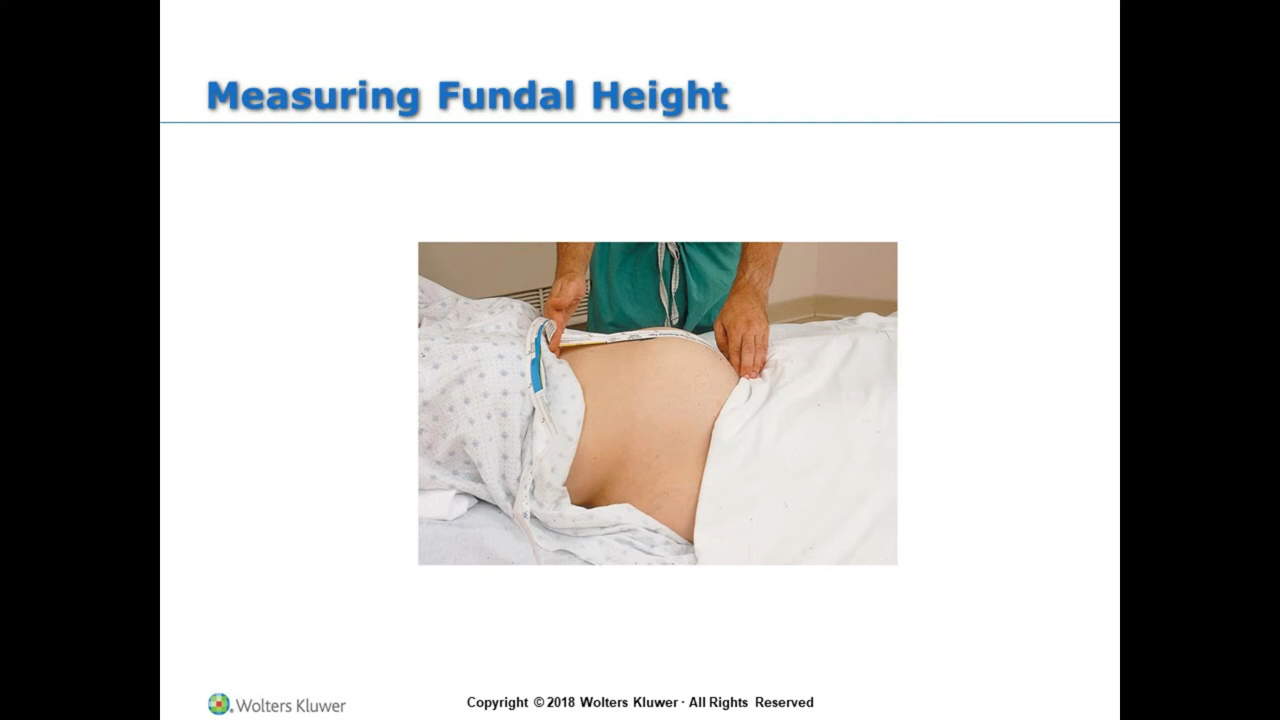 Measuring Fundal Height
Wolters Kluwer
Copyright © 2018 Wolters Kluwer · All Rights Reserved